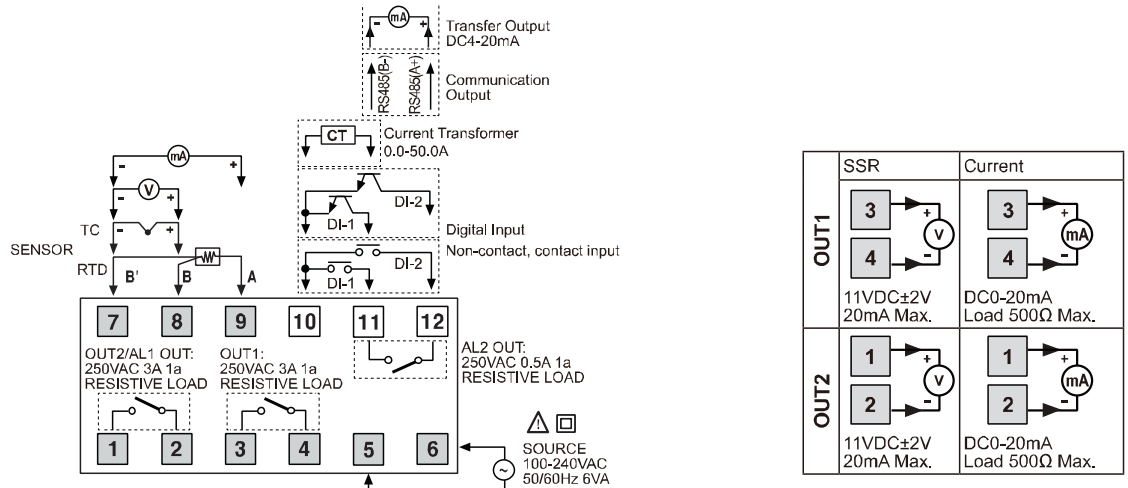 mA
Transfer Output
DC4-20mA
RS485(B-)
RS485(A+)
Communication
Output
CT
Current Transformer
0.0-50.0A
DI-2
DI-1
Digital Input
Non-contact, contact input
DI-2
DI-1
- mA +
- V +
TC
- +
SENSOR
RTD
B' B A
7 8 9 10 11 12
OUT2/AL1 OUT:
250VAC 3A 1a
RESISTIVE LOAD
OUT1:
250VAC 3A 1a
RESISTIVE LOAD
AL2 OUT:
250VAC 0.5A 1a
RESISTIVE LOAD
1 2 3 4 5 6
SOURCE
100-240VAC
50/60Hz 6VA
SSR Current
OUT1
3 + 3 +
V mA
4 - 4 -
11VDC±2V
20mA Max.
DC0-20mA
Load 500Ω Max.
OUT2
1 + 1 +
V mA
2 - 2 -
11VDC±2V
20mA Max.
DC0-20mA
Load 500Ω Max.